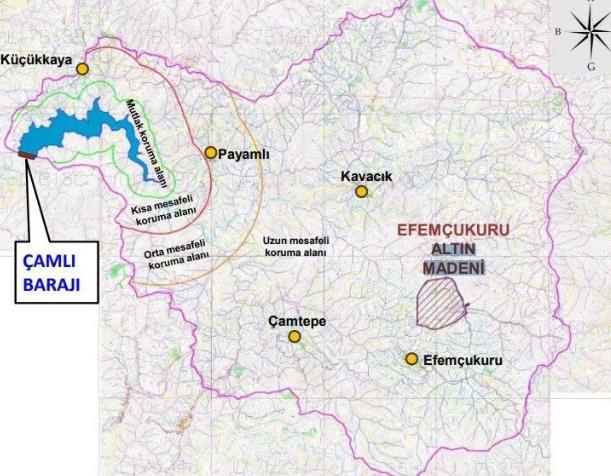 Küçükkaya
Mutlak koruma alanı
Payamlı
Kavacık
Kısa mesafeli
koruma alanı
EFEMÇUKURU
ALTIN
MADENİ
Orta mesafeli
koruma alanı
Uzun mesafeli
koruma alanı
ÇAMLI
BARAJI
Çamtepe
Efemçukuru
B
G